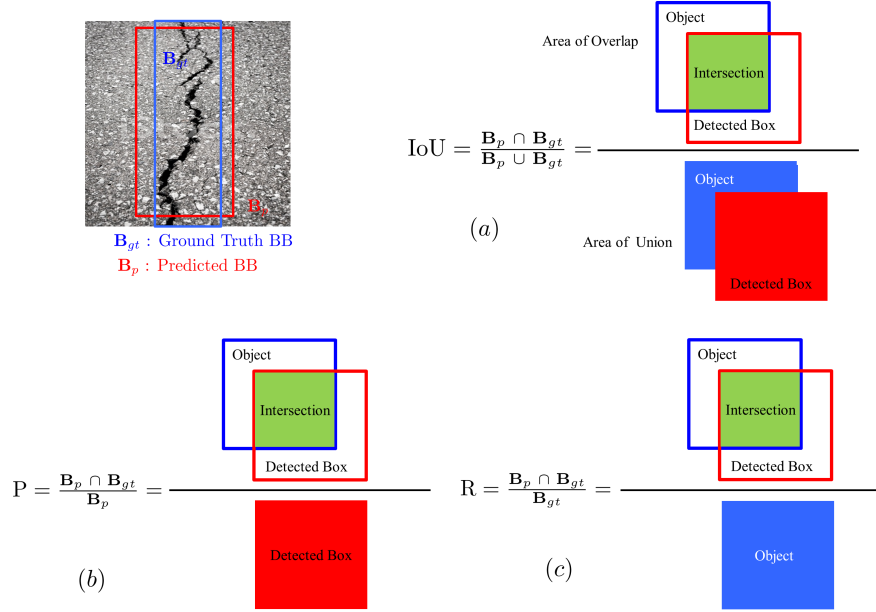 Object
Area of Overlap
Intersection
Detected Box
B_gt
B_p
IoU = B_p ∩ B_gt / B_p ∪ B_gt =
Object
(a)
Area of Union
Detected Box
B_gt : Ground Truth BB
B_p : Predicted BB
Object
Intersection
Detected Box
P = B_p ∩ B_gt / B_p =
Detected Box
(b)
Object
Intersection
Detected Box
R = B_p ∩ B_gt / B_gt =
Object
(c)